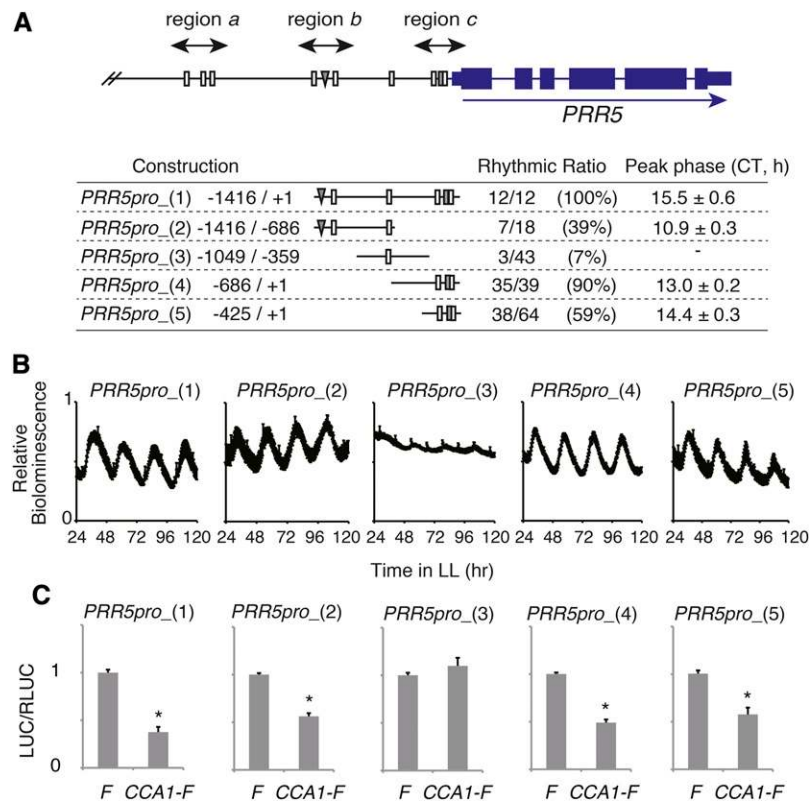 A
region a region b region c
PRR5
Construction Rhythmic Ratio Peak phase (CT, h)
PRR5pro_(1) -1416 / +1 12/12 (100%) 15.5 ± 0.6
PRR5pro_(2) -1416 / -686 7/18 (39%) 10.9 ± 0.3
PRR5pro_(3) -1049 / -359 3/43 (7%) -
PRR5pro_(4) -686 / +1 35/39 (90%) 13.0 ± 0.2
PRR5pro_(5) -425 / +1 38/64 (59%) 14.4 ± 0.3
B
PRR5pro_(1) PRR5pro_(2) PRR5pro_(3) PRR5pro_(4) PRR5pro_(5)
Relative
Biolominescence
1
0
24 48 72 96 120 24 48 72 96 120 24 48 72 96 120 24 48 72 96 120 24 48 72 96 120
Time in LL (hr)
C
PRR5pro_(1) PRR5pro_(2) PRR5pro_(3) PRR5pro_(4) PRR5pro_(5)
LUC/RLUC
1
0
* * * *
F CCA1-F F CCA1-F F CCA1-F F CCA1-F F CCA1-F